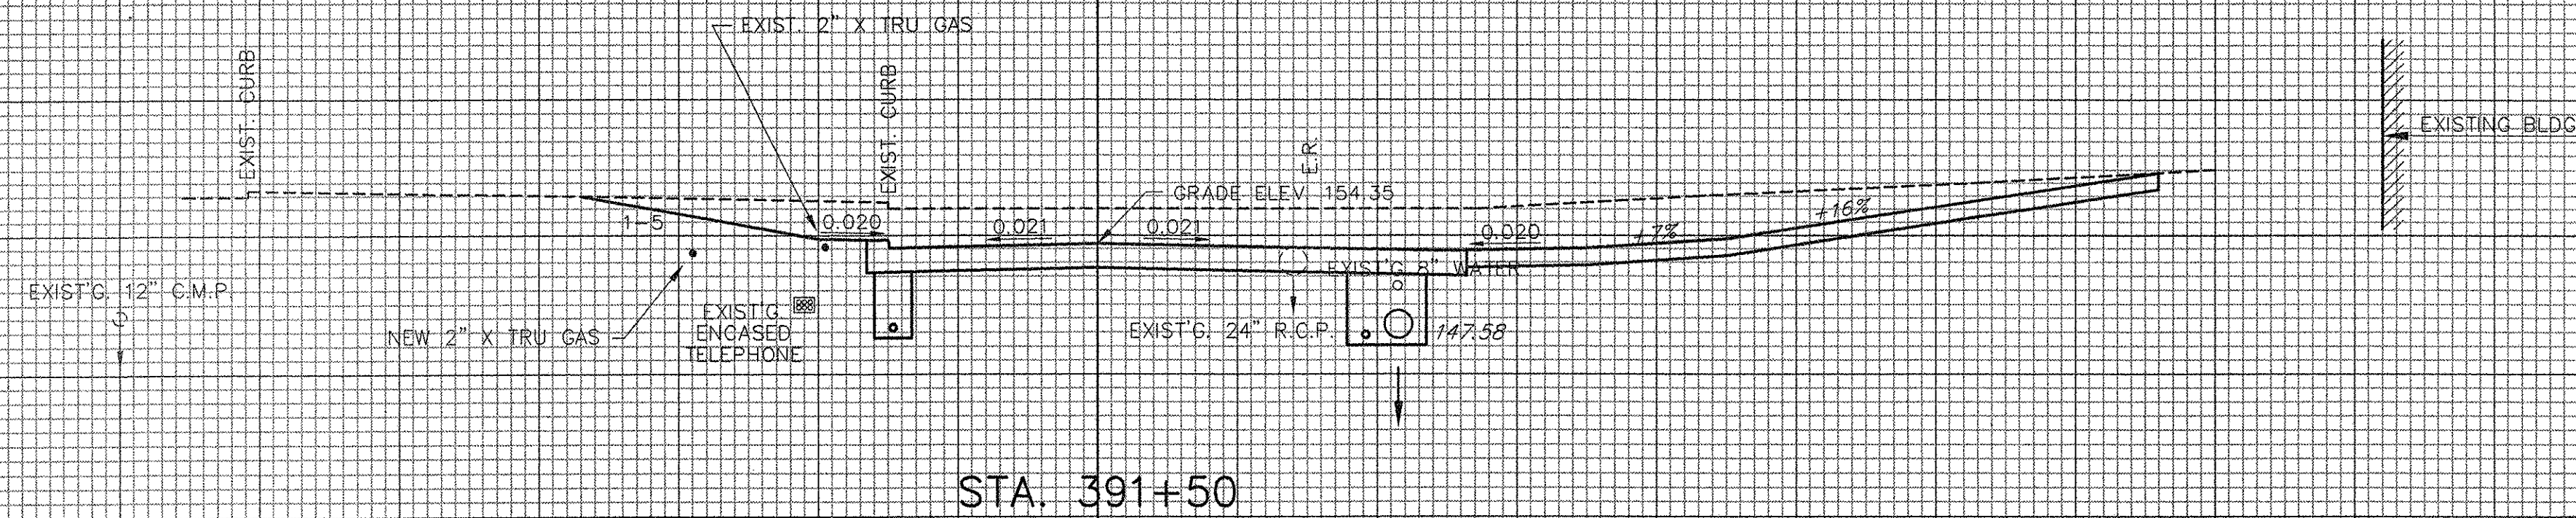 EXIST. 2" X TRU GAS
EXIST. CURB
EXIST. CURB
E.R.
EXISTING BLDG
GRADE ELEV. 154.35
1-5
0.020
0.021
0.021
0.020
+7%
+16%
EXIST'G. 8" WATER
EXIST'G. 12" C.M.P.
EXIST'G.
ENCASED
TELEPHONE
NEW 2" X TRU GAS
EXIST'G. 24" R.C.P.
147.58
STA. 391+50